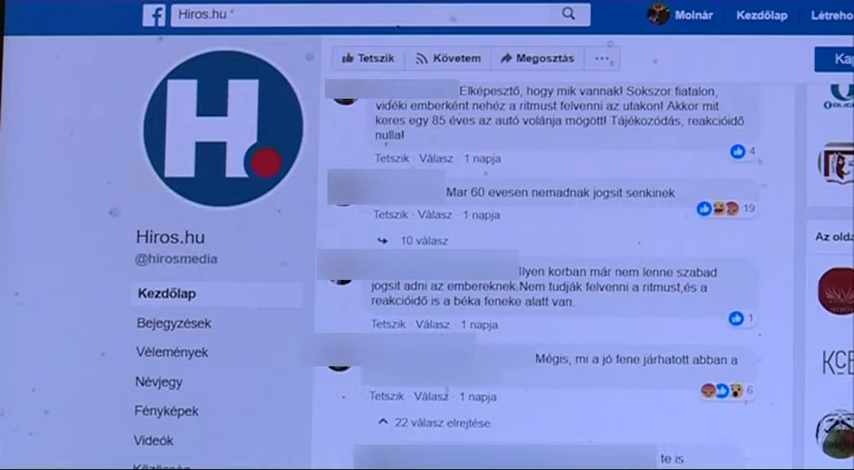 Hiros.hu
Molnár
Kezdőlap
Létreho
Tetszik
Követem
Megosztás
...
H.
Hiros.hu
@hirosmedia
Kezdőlap
Bejegyzések
Vélemények
Névjegy
Fényképek
Videók
Közösség
Elképesztő, hogy mik vannak! Sokszor fiatalon,
vidéki emberként nehéz a ritmust felvenni az utakon! Akkor mit
keres egy 85 éves az autó volánja mögött! Tájékozódás, reakcióidő
nulla!
Tetszik · Válasz · 1 napja
4
Mar 60 evesen nemadnak jogsit senkinek
Tetszik · Válasz · 1 napja
19
10 válasz
Ilyen korban már nem lenne szabad
jogsit adni az embereknek.Nem tudják felvenni a ritmust,és a
reakcióidő is a béka feneke alatt van.
Tetszik · Válasz · 1 napja
1
Mégis, mi a jó fene járhatott abban a
Tetszik · Válasz · 1 napja
6
22 válasz elrejtése
te is
Ka
Az olda
KCB